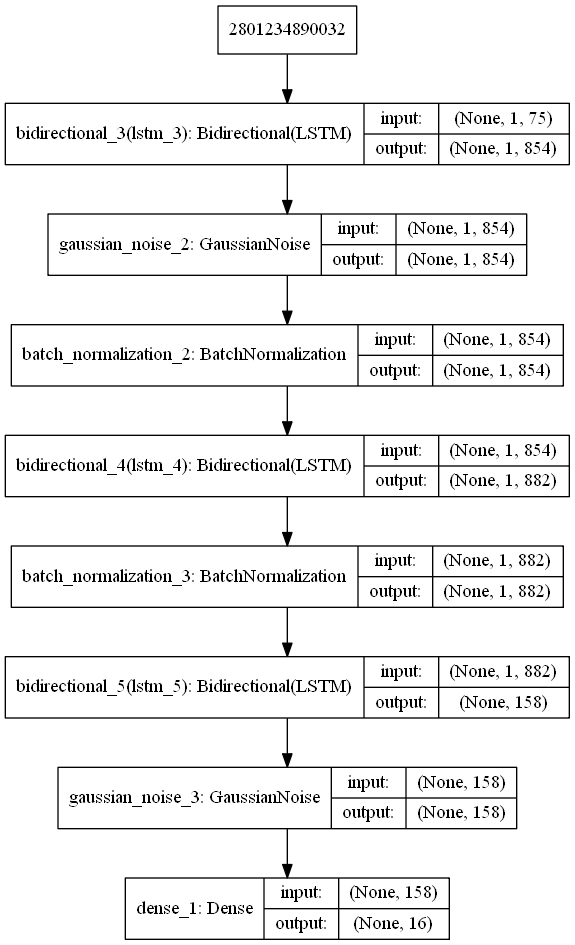 2801234890032
bidirectional_3(lstm_3): Bidirectional(LSTM) input: (None, 1, 75)
output: (None, 1, 854)
gaussian_noise_2: GaussianNoise input: (None, 1, 854)
output: (None, 1, 854)
batch_normalization_2: BatchNormalization input: (None, 1, 854)
output: (None, 1, 854)
bidirectional_4(lstm_4): Bidirectional(LSTM) input: (None, 1, 854)
output: (None, 1, 882)
batch_normalization_3: BatchNormalization input: (None, 1, 882)
output: (None, 1, 882)
bidirectional_5(lstm_5): Bidirectional(LSTM) input: (None, 1, 882)
output: (None, 158)
gaussian_noise_3: GaussianNoise input: (None, 158)
output: (None, 158)
dense_1: Dense input: (None, 158)
output: (None, 16)